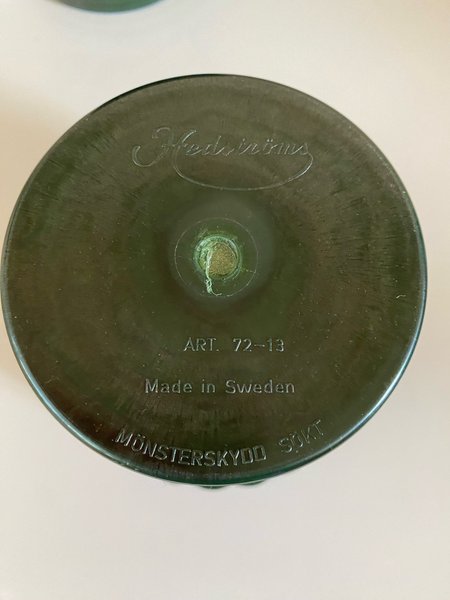 Hedströms
ART. 72-13
Made in Sweden
MÖNSTERSKYDD SÖKT